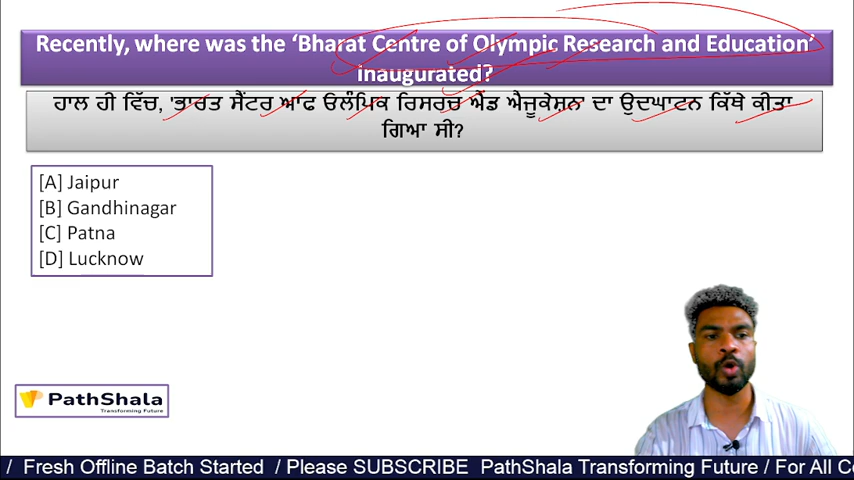 Recently, where was the ‘Bharat Centre of Olympic Research and Education’
inaugurated?
ਹਾਲ ਹੀ ਵਿੱਚ, 'ਭਾਰਤ ਸੈਂਟਰ ਆਫ ਓਲੰਪਿਕ ਰਿਸਰਚ ਐਂਡ ਐਜੂਕੇਸ਼ਨ' ਦਾ ਉਦਘਾਟਨ ਕਿੱਥੇ ਕੀਤਾ
ਗਿਆ ਸੀ?
[A] Jaipur
[B] Gandhinagar
[C] Patna
[D] Lucknow
PathShala
Transforming Future
/ Fresh Offline Batch Started / Please SUBSCRIBE PathShala Transforming Future / For All Co